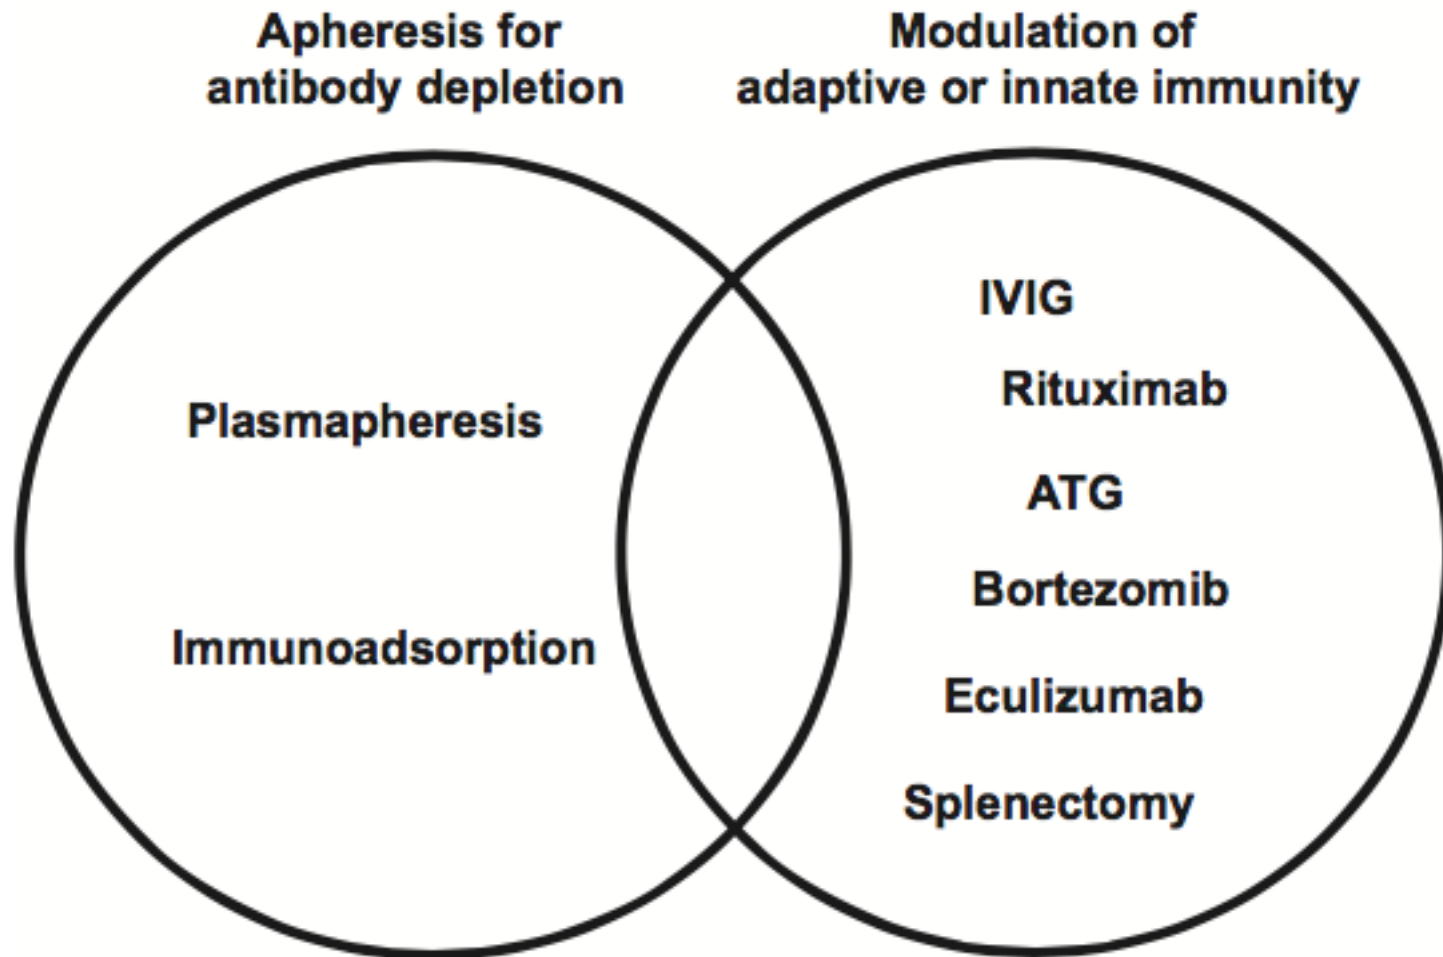 Apheresis for
antibody depletion
Modulation of
adaptive or innate immunity
Plasmapheresis
Immunoadsorption
IVIG
Rituximab
ATG
Bortezomib
Eculizumab
Splenectomy